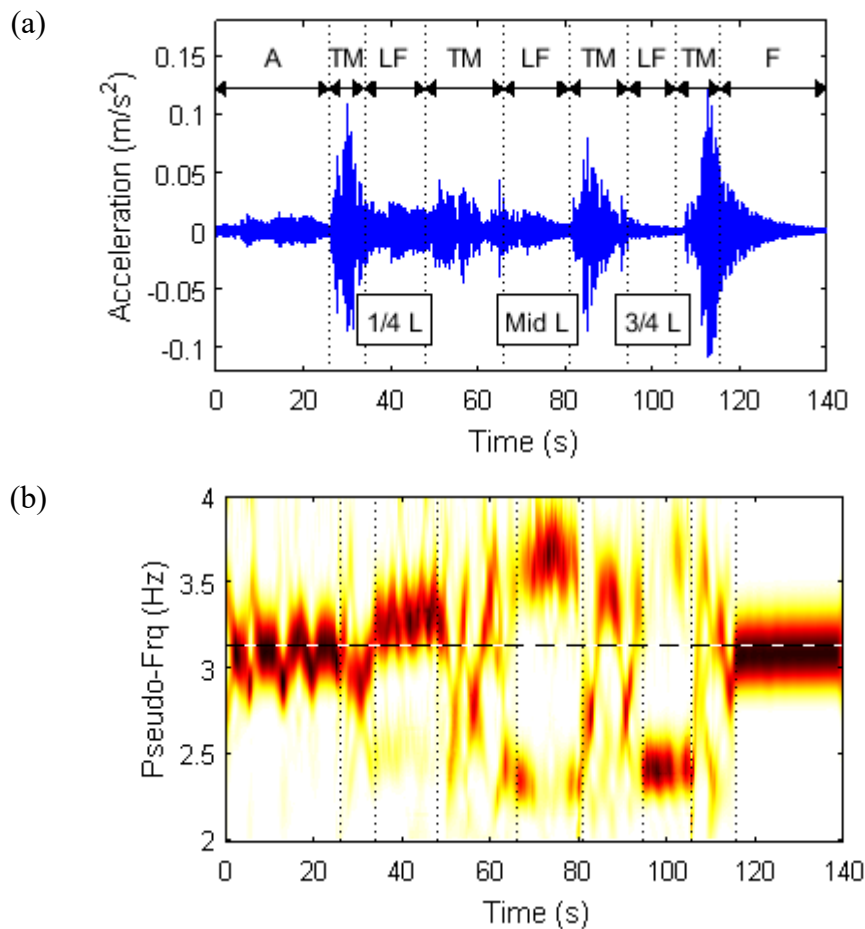 (a)
Acceleration (m/s²)
0.15
0.1
0.05
0
-0.05
-0.1
A TM LF TM LF TM LF TM F
1/4 L Mid L 3/4 L
0 20 40 60 80 100 120 140
Time (s)
(b)
Pseudo-Frq (Hz)
4
3.5
3
2.5
2
0 20 40 60 80 100 120 140
Time (s)